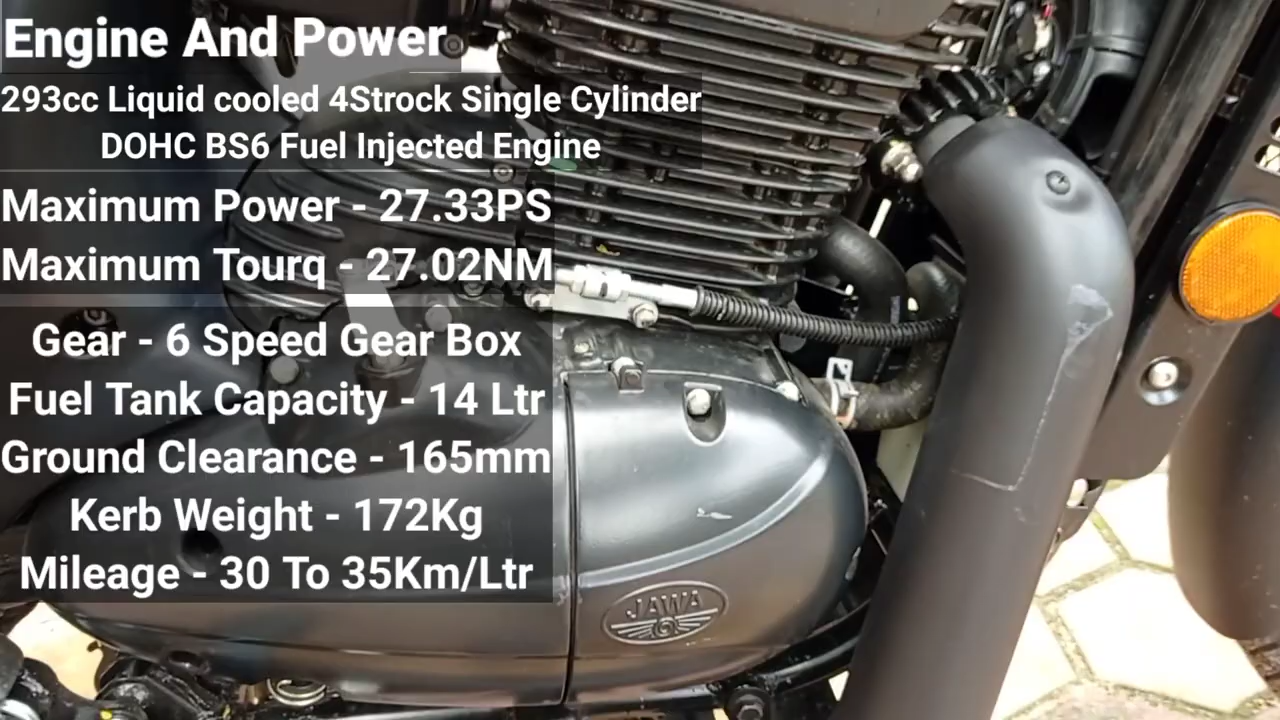 Engine And Power
293cc Liquid cooled 4Strock Single Cylinder
DOHC BS6 Fuel Injected Engine
Maximum Power - 27.33PS
Maximum Tourq - 27.02NM
Gear - 6 Speed Gear Box
Fuel Tank Capacity - 14 Ltr
Ground Clearance - 165mm
Kerb Weight - 172Kg
Mileage - 30 To 35Km/Ltr
JAWA